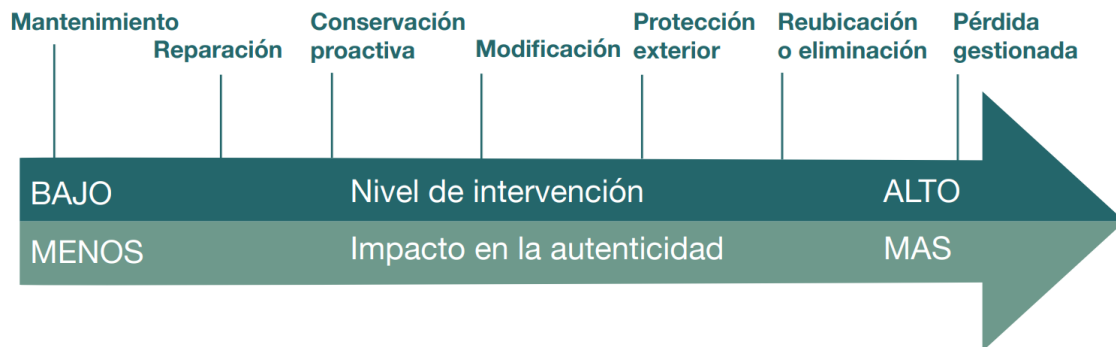 Mantenimiento
Reparación
Conservación
proactiva
Modificación
Protección
exterior
Reubicación
o eliminación
Pérdida
gestionada
BAJO Nivel de intervención ALTO
MENOS Impacto en la autenticidad MAS